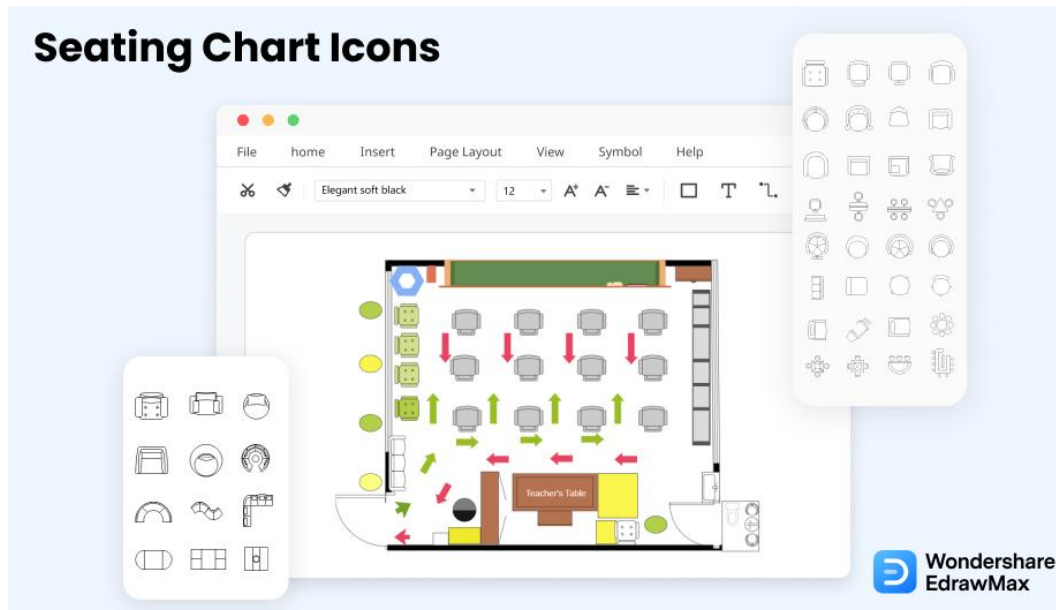 Seating Chart Icons
File home Insert Page Layout View Symbol Help
Elegant soft black 12 A+ A- T
Teacher's Table
Wondershare
EdrawMax